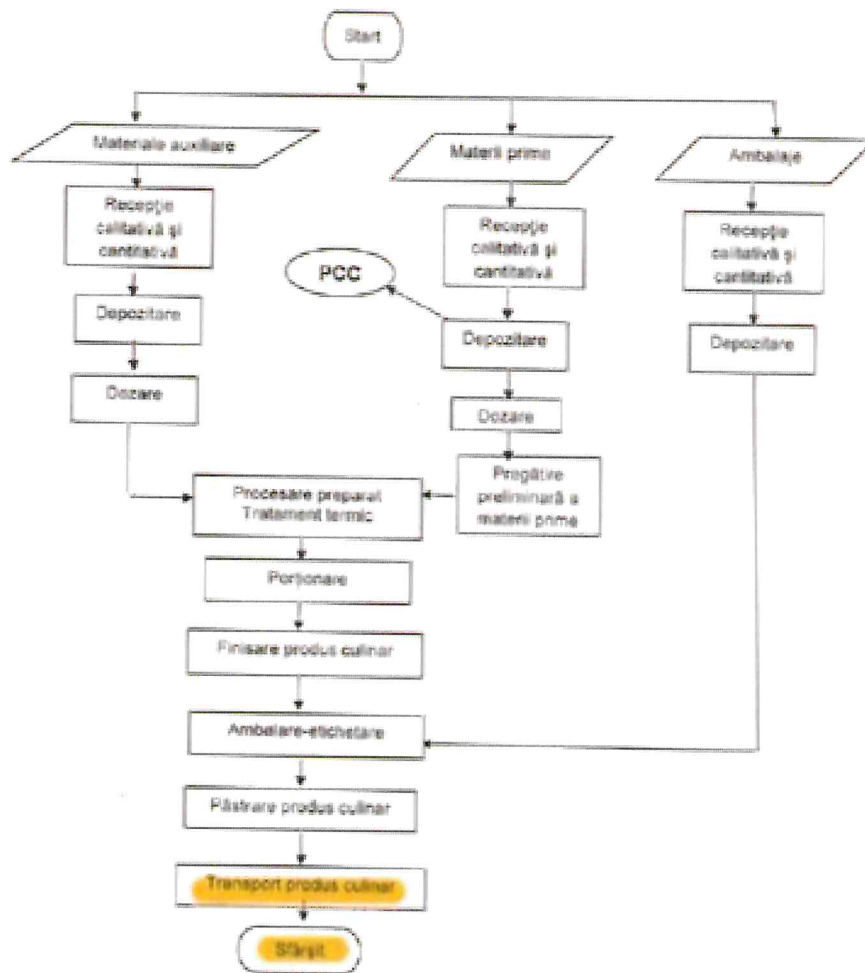 Start
Materiale auxiliare
Materii prime
Ambalaje
Recepție
calitativă și
cantitativă
Recepție
calitativă și
cantitativă
Recepție
calitativă și
cantitativă
PCC
Depozitare
Depozitare
Depozitare
Dozare
Dozare
Procesare preparat
Tratament termic
Pregătire
preliminară a
materii prime
Porționare
Finisare produs culinar
Ambalare-etichetare
Păstrare produs culinar
Transport produs culinar
Sfârșit